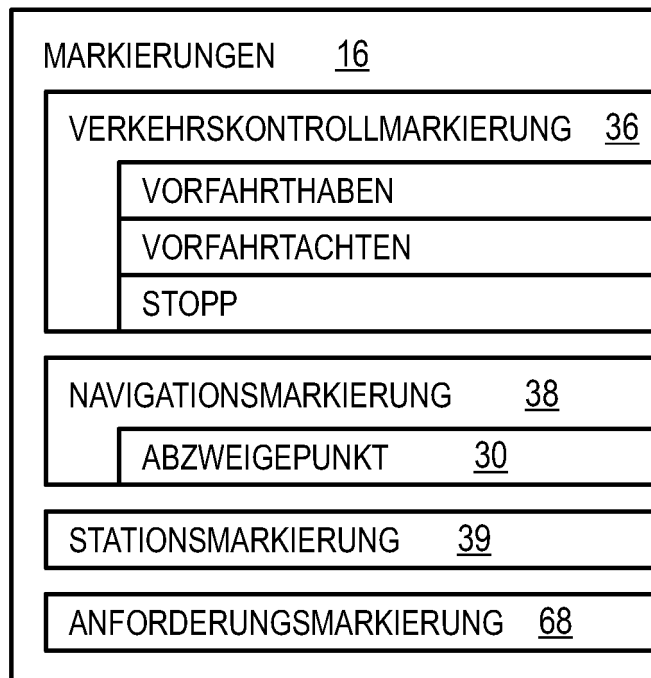 MARKIERUNGEN 16
VERKEHRSKONTROLLMARKIERUNG 36
VORFAHRTHABEN
VORFAHRTACHTEN
STOPP
NAVIGATIONSMARKIERUNG 38
ABZWEIGEPUNKT 30
STATIONSMARKIERUNG 39
ANFORDERUNGSMARKIERUNG 68